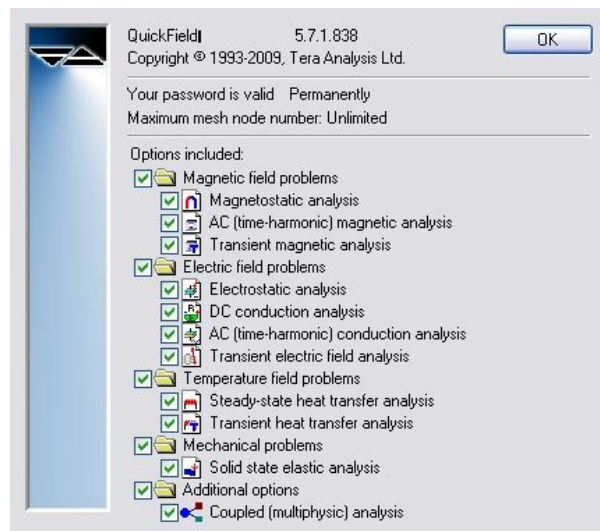 QuickField 5.7.1.838
OK
Copyright © 1993-2009, Tera Analysis Ltd.
Your password is valid Permanently
Maximum mesh node number: Unlimited
Options included:
Magnetic field problems
Magnetostatic analysis
AC (time-harmonic) magnetic analysis
Transient magnetic analysis
Electric field problems
Electrostatic analysis
DC conduction analysis
AC (time-harmonic) conduction analysis
Transient electric field analysis
Temperature field problems
Steady-state heat transfer analysis
Transient heat transfer analysis
Mechanical problems
Solid state elastic analysis
Additional options
Coupled (multiphysic) analysis